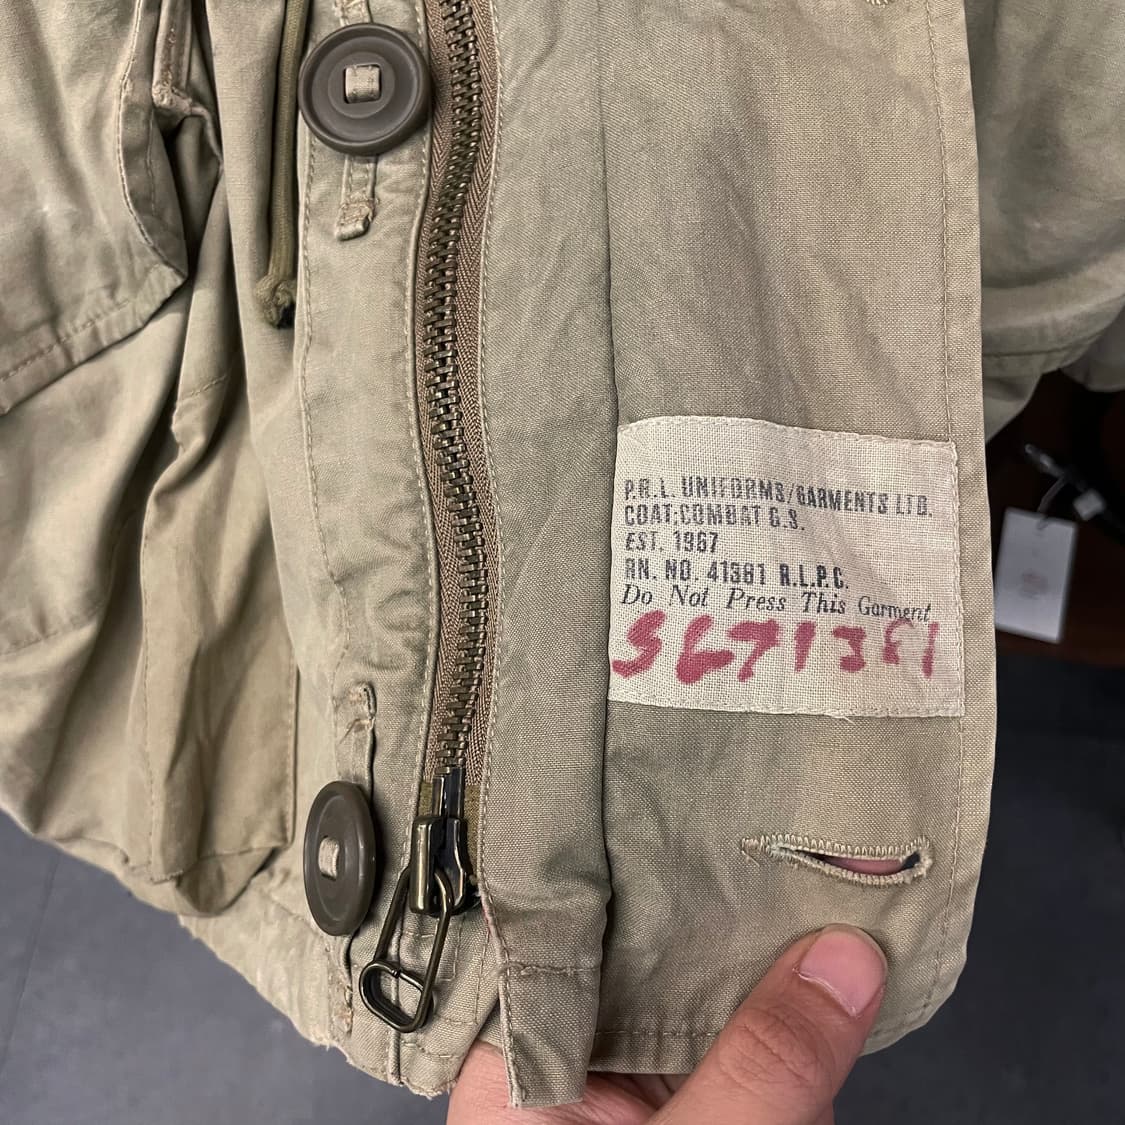 P.R.L. UNIFORMS/GARMENTS LTD.
COAT,COMBAT G.S.
EST. 1967
RN. NO. 41381 R.L.P.C.
Do Not Press This Garment
S671381